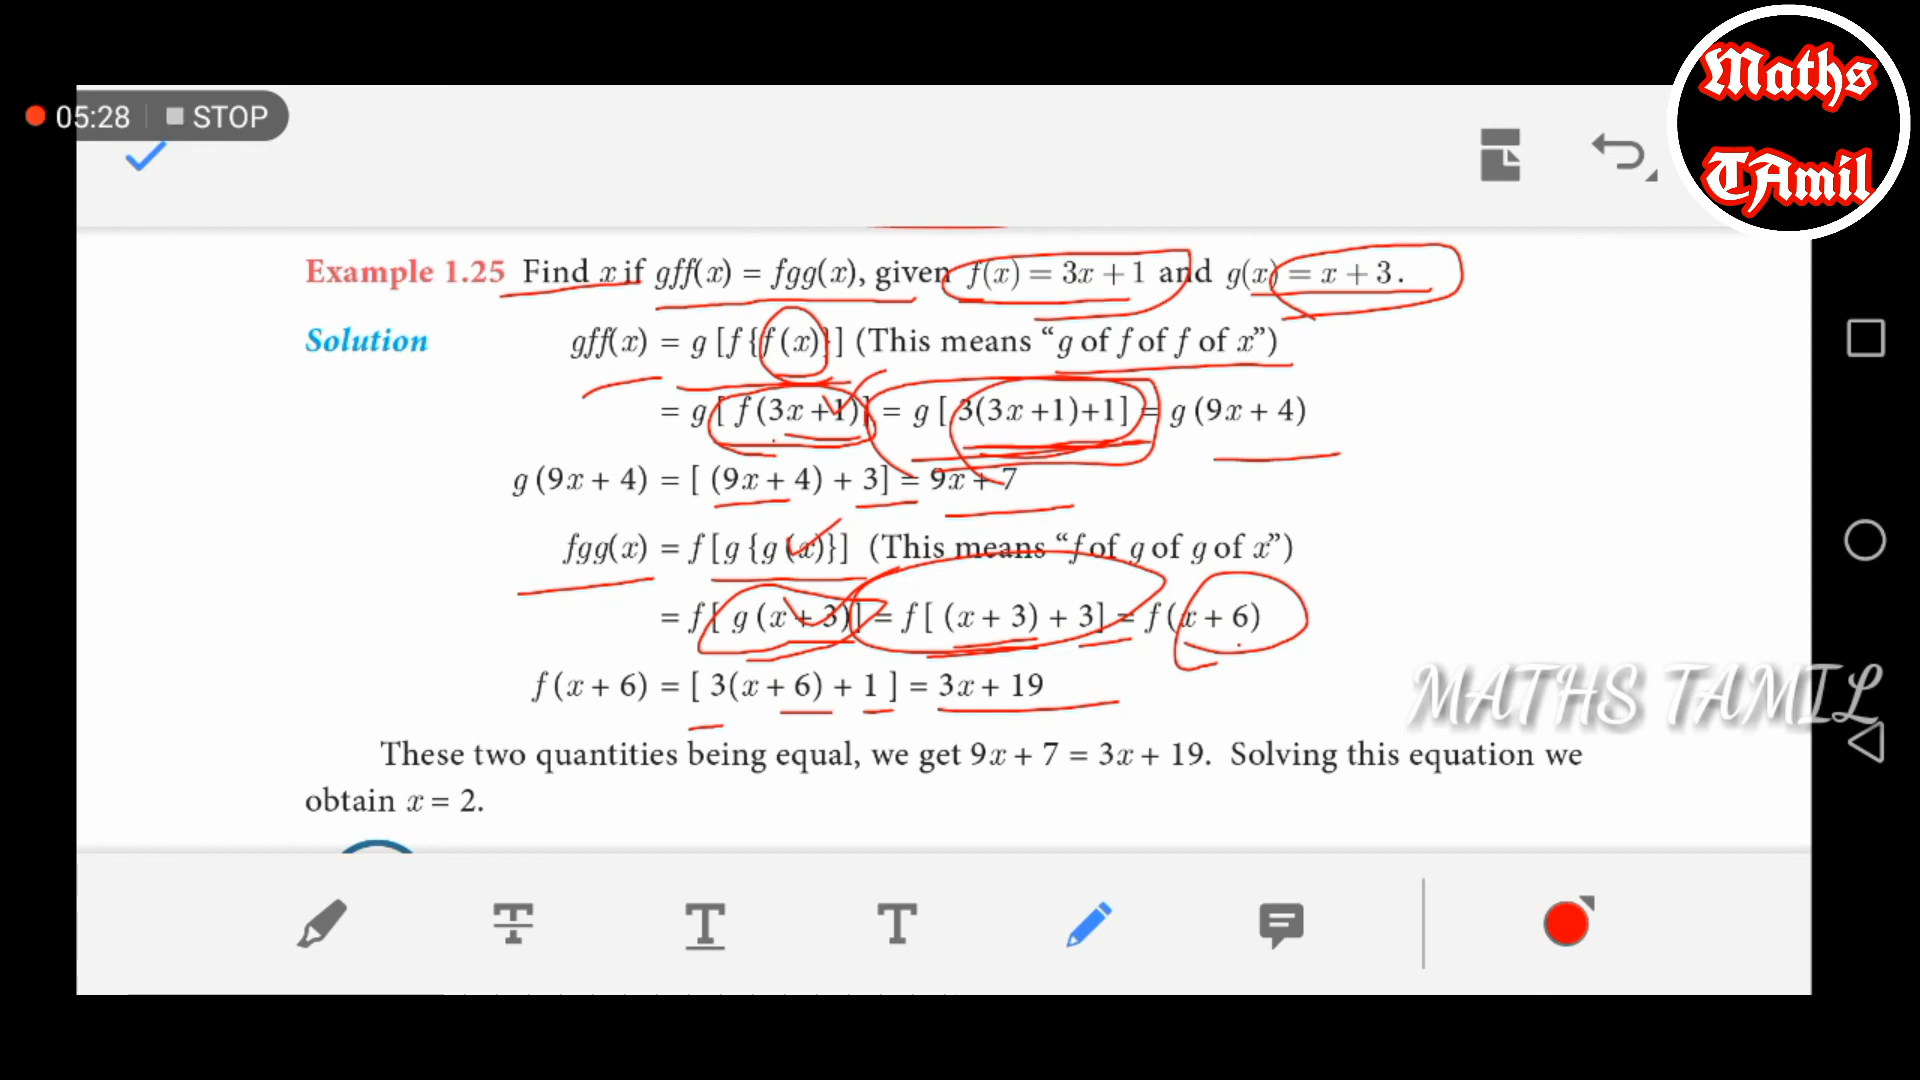 Maths
TAmil
05:28 STOP
Example 1.25 Find x if gff(x) = fgg(x), given f(x) = 3x + 1 and g(x) = x + 3.
Solution gff(x) = g [f {f (x)}] (This means “g of f of f of x”)
= g [ f (3x +1)] = g [ 3(3x +1)+1] = g (9x + 4)
g (9x + 4) = [ (9x + 4) + 3] = 9x + 7
fgg(x) = f [g {g (x)}] (This means “f of g of g of x”)
= f [ g (x + 3)] = f [ (x + 3) + 3] = f (x + 6)
f (x + 6) = [ 3(x + 6) + 1 ] = 3x + 19
MATHS TAMIL
These two quantities being equal, we get 9x + 7 = 3x + 19. Solving this equation we
obtain x = 2.
T T T